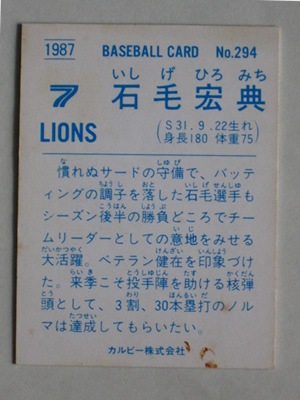 1987 BASEBALL CARD No.294
いしげひろみち
7 石毛宏典
LIONS (S31.9.22生れ 身長180 体重75)
慣れぬサードの守備で、バッテ
ィングの調子を落した石毛選手も
シーズン後半の勝負どころでチー
ムリーダーとしての意地をみせる
大活躍。ベテラン健在を印象づけ
た。来季こそ投手陣を助ける核弾
頭として、3割、30本塁打のノル
マは達成してもらいたい。
カルビー株式会社